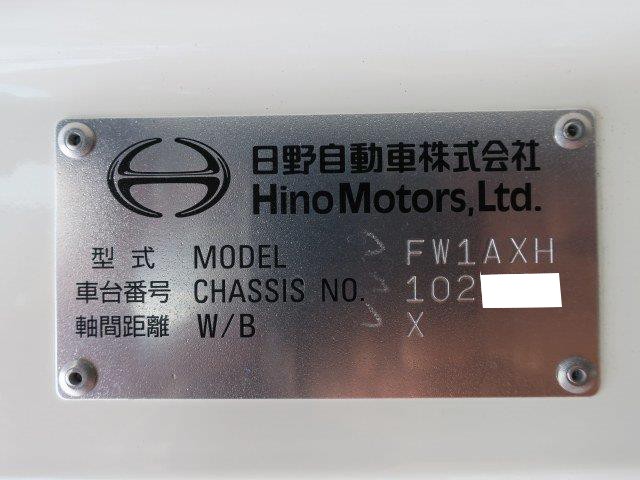 日野自動車株式会社
Hino Motors, Ltd.
型式 MODEL FW1AXH
車台番号 CHASSIS NO. 102
軸間距離 W/B X